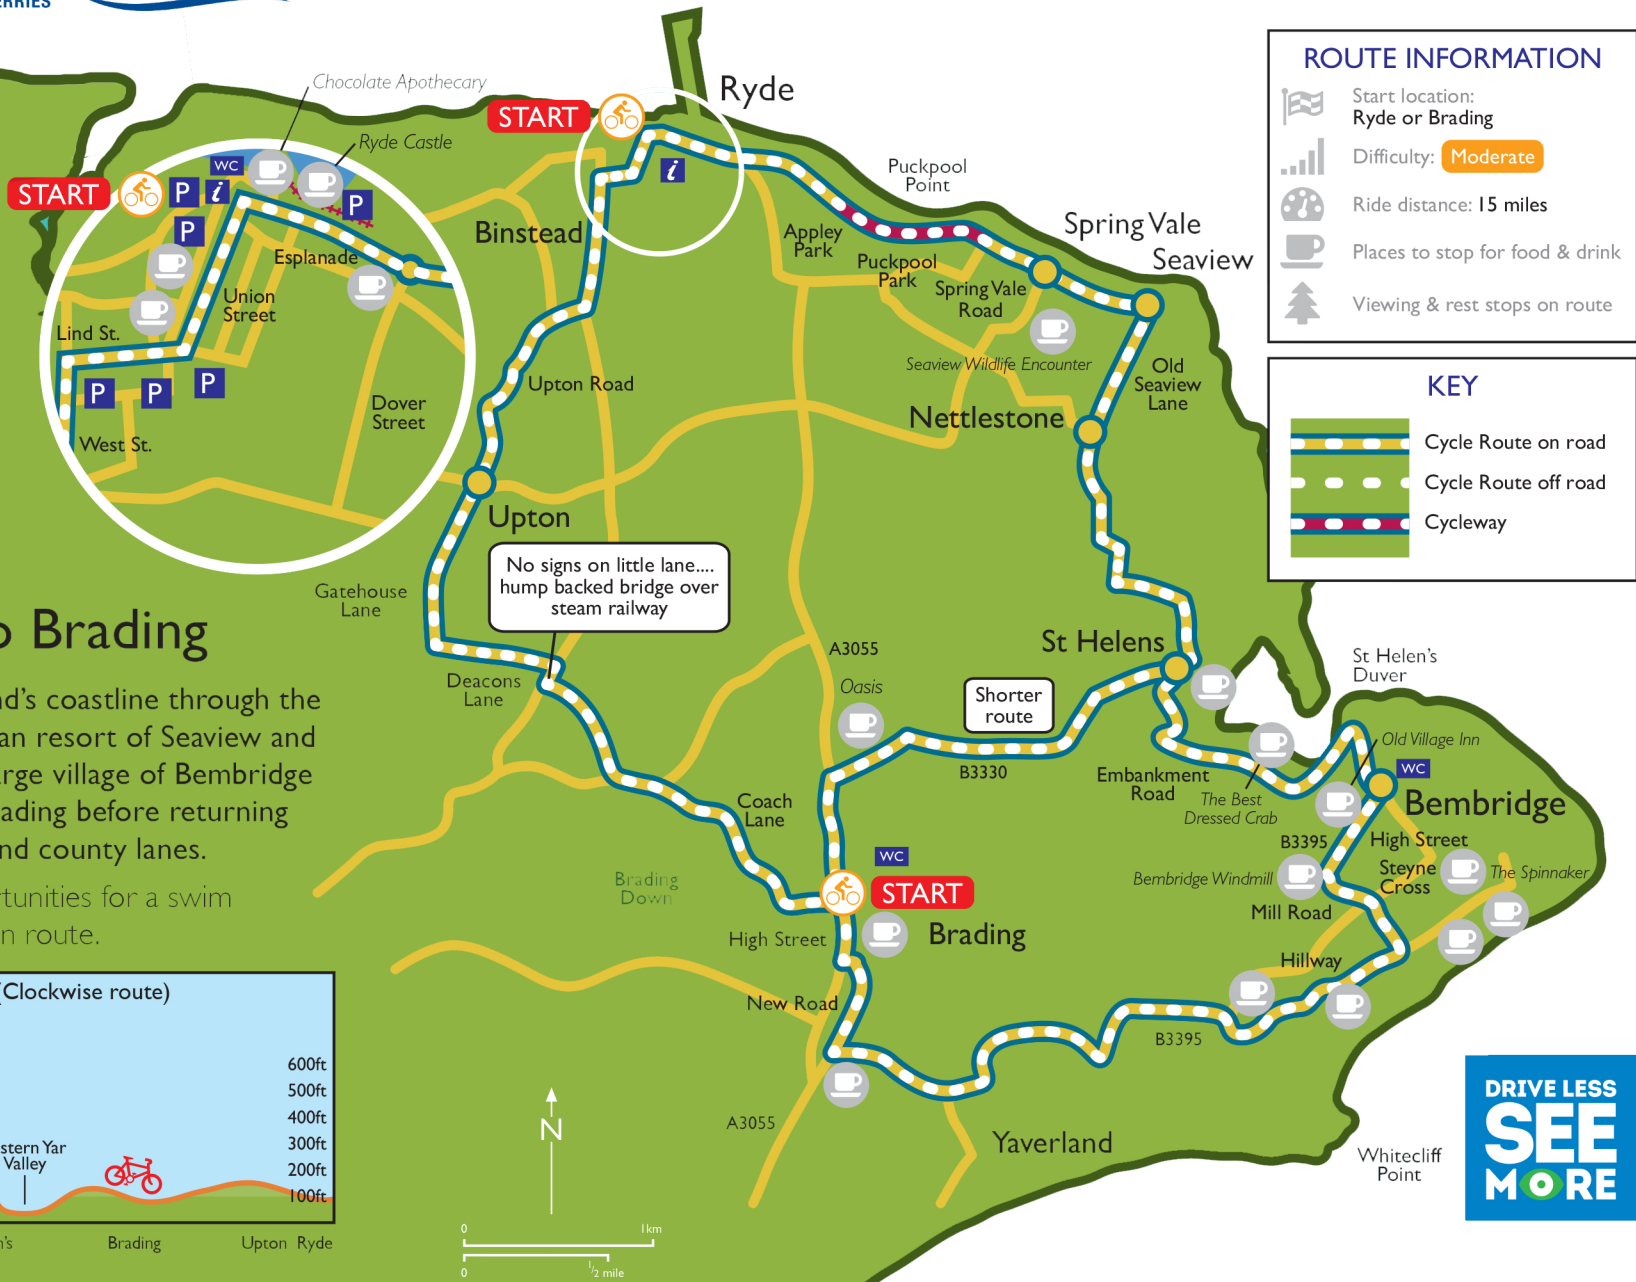 ERRIES
Chocolate Apothecary
Ryde Castle
START
WC
P
i
P
P
Esplanade
Union
Street
Lind St.
P
P
P
Dover
Street
West St.
START
Ryde
i
Binstead
Puckpool
Point
Appley
Park
Puckpool
Park
Spring Vale
Seaview
Spring Vale
Road
Seaview Wildlife Encounter
Old
Seaview
Lane
Nettlestone
Upton Road
Upton
No signs on little lane....
hump backed bridge over
steam railway
Gatehouse
Lane
Deacons
Lane
A3055
Oasis
St Helens
Shorter
route
B3330
St Helen's
Duver
Old Village Inn
WC
Embankment
Road
The Best
Dressed Crab
Bembridge
B3395
High Street
Steyne
Cross
The Spinnaker
Bembridge Windmill
Mill Road
Hillway
B3395
Coach
Lane
WC
START
Brading
Brading
Down
High Street
New Road
A3055
Yaverland
Whitecliff
Point
N
0
1km
0
1/2 mile
ROUTE INFORMATION
Start location:
Ryde or Brading
Difficulty: Moderate
Ride distance: 15 miles
Places to stop for food & drink
Viewing & rest stops on route
KEY
Cycle Route on road
Cycle Route off road
Cycleway
o Brading
nd's coastline through the
an resort of Seaview and
arge village of Bembridge
ading before returning
nd county lanes.
rtunities for a swim
n route.
(Clockwise route)
600ft
500ft
400ft
300ft
200ft
100ft
stern Yar
Valley
n's
Brading
Upton Ryde
DRIVE LESS
SEE
MORE